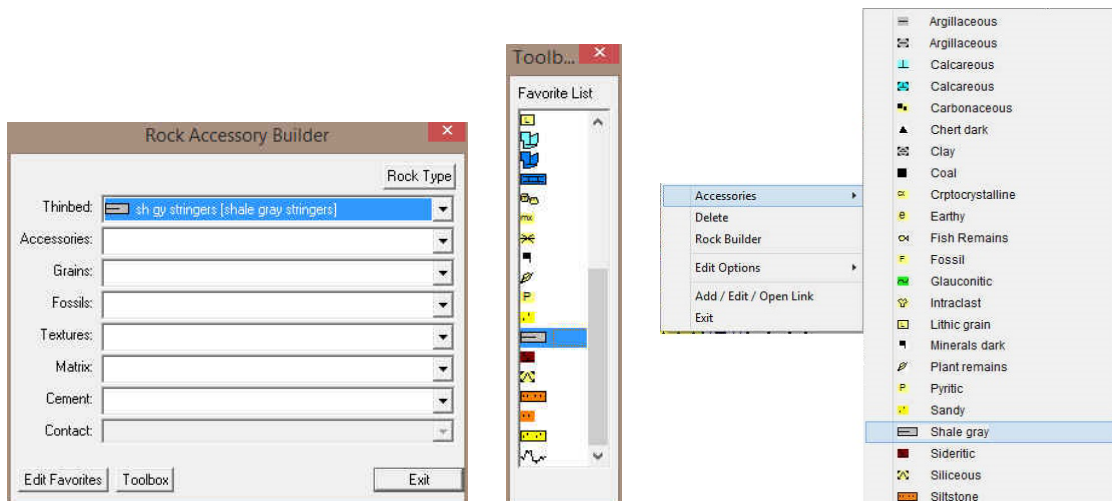 Rock Accessory Builder
Rock Type
Thinbed: sh gy stringers [shale gray stringers]
Accessories:
Grains:
Fossils:
Textures:
Matrix:
Cement:
Contact:
Edit Favorites Toolbox Exit
Toolb...
Favorite List
L
mx
P
Accessories
Delete
Rock Builder
Edit Options
Add / Edit / Open Link
Exit
Argillaceous
Argillaceous
Calcareous
Calcareous
Carbonaceous
Chert dark
Clay
Coal
Crptocrystalline
e Earthy
Fish Remains
F Fossil
Glauconitic
Intraclast
L Lithic grain
Minerals dark
Plant remains
P Pyritic
Sandy
Shale gray
Sideritic
Siliceous
Siltstone